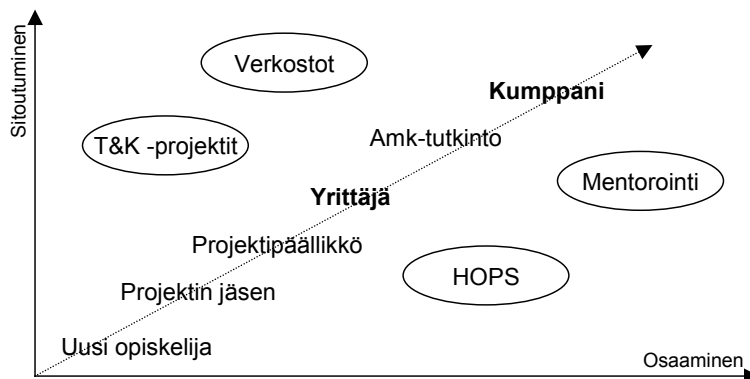 Sitoutuminen
Verkostot
Kumppani
T&K -projektit
Amk-tutkinto
Mentorointi
Yrittäjä
Projektipäällikkö
HOPS
Projektin jäsen
Uusi opiskelija
Osaaminen